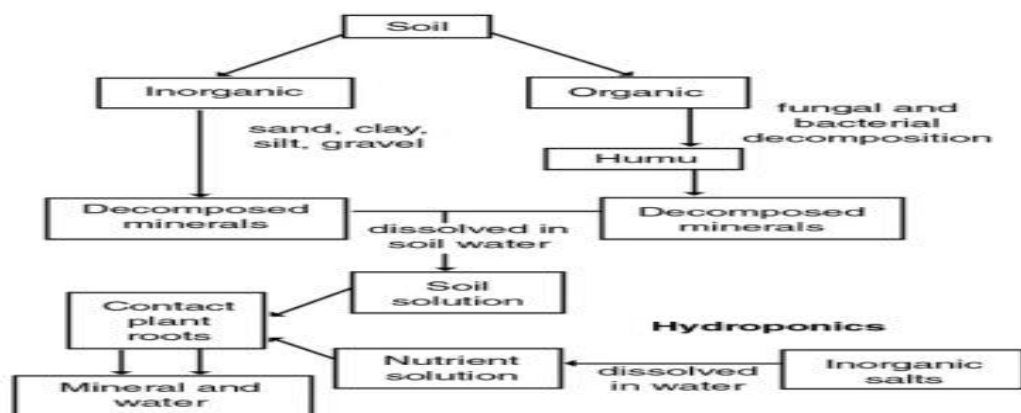 Soil
Inorganic
Organic
sand, clay,
silt, gravel
fungal and
bacterial
decomposition
Humu
Decomposed
minerals
dissolved in
soil water
Decomposed
minerals
Soil
solution
Contact
plant
roots
Hydroponics
Nutrient
solution
dissolved
in water
Inorganic
salts
Mineral and
water